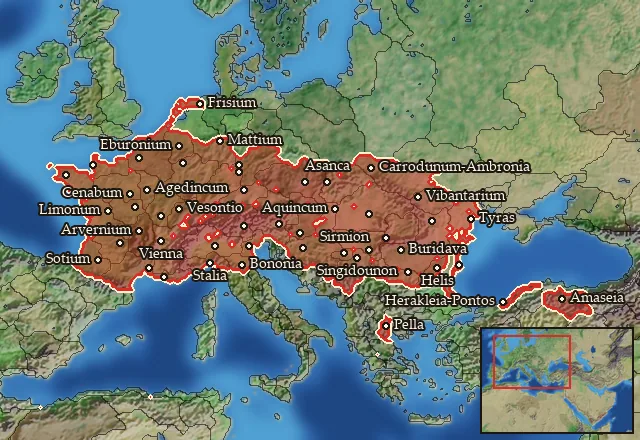 Frisium
Eburonium
Mattium
Asanca
Carrodunum-Ambronia
Cenabum
Agedincum
Vibantarium
Limonum
Vesontio
Aquincum
Tyras
Arvernium
Sirmion
Vienna
Buridava
Sotium
Bononia
Stalia
Singidounon
Helis
Herakleia-Pontos
Amaseia
Pella